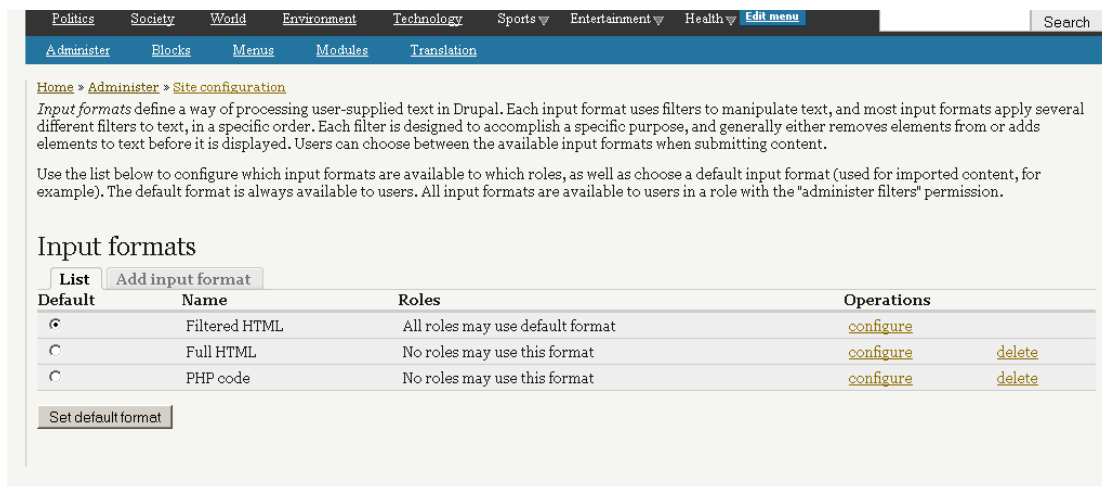 Politics Society World Environment Technology Sports Entertainment Health Edit menu Search
Administer Blocks Menus Modules Translation
Home » Administer » Site configuration
Input formats define a way of processing user-supplied text in Drupal. Each input format uses filters to manipulate text, and most input formats apply several
different filters to text, in a specific order. Each filter is designed to accomplish a specific purpose, and generally either removes elements from or adds
elements to text before it is displayed. Users can choose between the available input formats when submitting content.
Use the list below to configure which input formats are available to which roles, as well as choose a default input format (used for imported content, for
example). The default format is always available to users. All input formats are available to users in a role with the "administer filters" permission.
Input formats
List Add input format
Default Name Roles Operations
Filtered HTML All roles may use default format configure
Full HTML No roles may use this format configure delete
PHP code No roles may use this format configure delete
Set default format